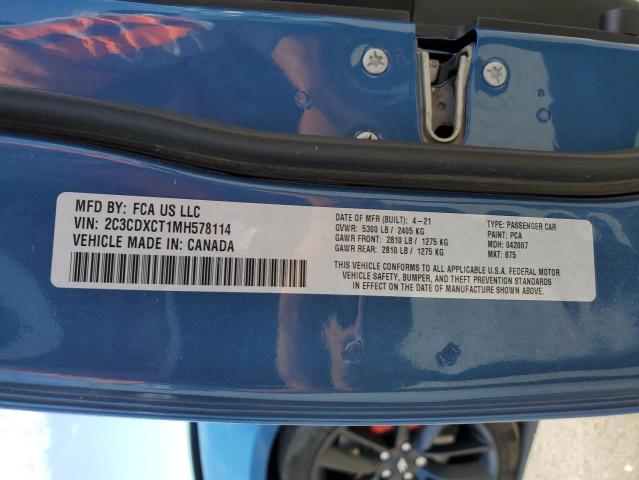 MFD BY: FCA US LLC
VIN: 2C3CDXCT1MH578114
VEHICLE MADE IN: CANADA
DATE OF MFR (BUILT): 4-21
GVWR: 5300 LB / 2405 KG
GAWR FRONT: 2810 LB / 1275 KG
GAWR REAR: 2810 LB / 1275 KG
TYPE: PASSENGER CAR
PAINT: PCA
MDH: 042007
MKT: 875
THIS VEHICLE CONFORMS TO ALL APPLICABLE U.S.A. FEDERAL MOTOR
VEHICLE SAFETY, BUMPER, AND THEFT PREVENTION STANDARDS
IN EFFECT ON THE DATE OF MANUFACTURE SHOWN ABOVE.